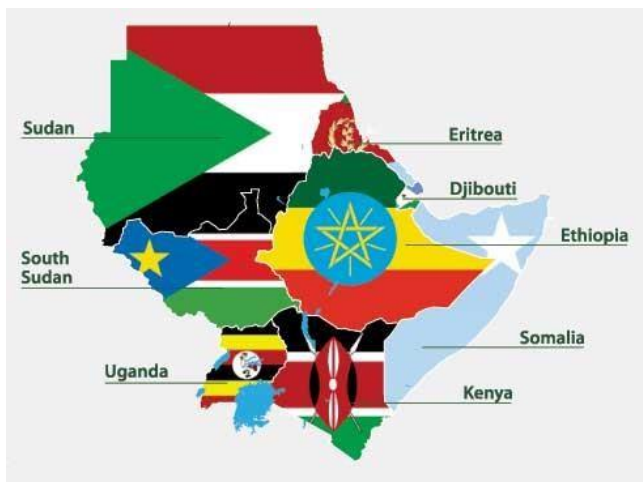 Sudan
Eritrea
Djibouti
Ethiopia
South
Sudan
Somalia
Uganda
Kenya